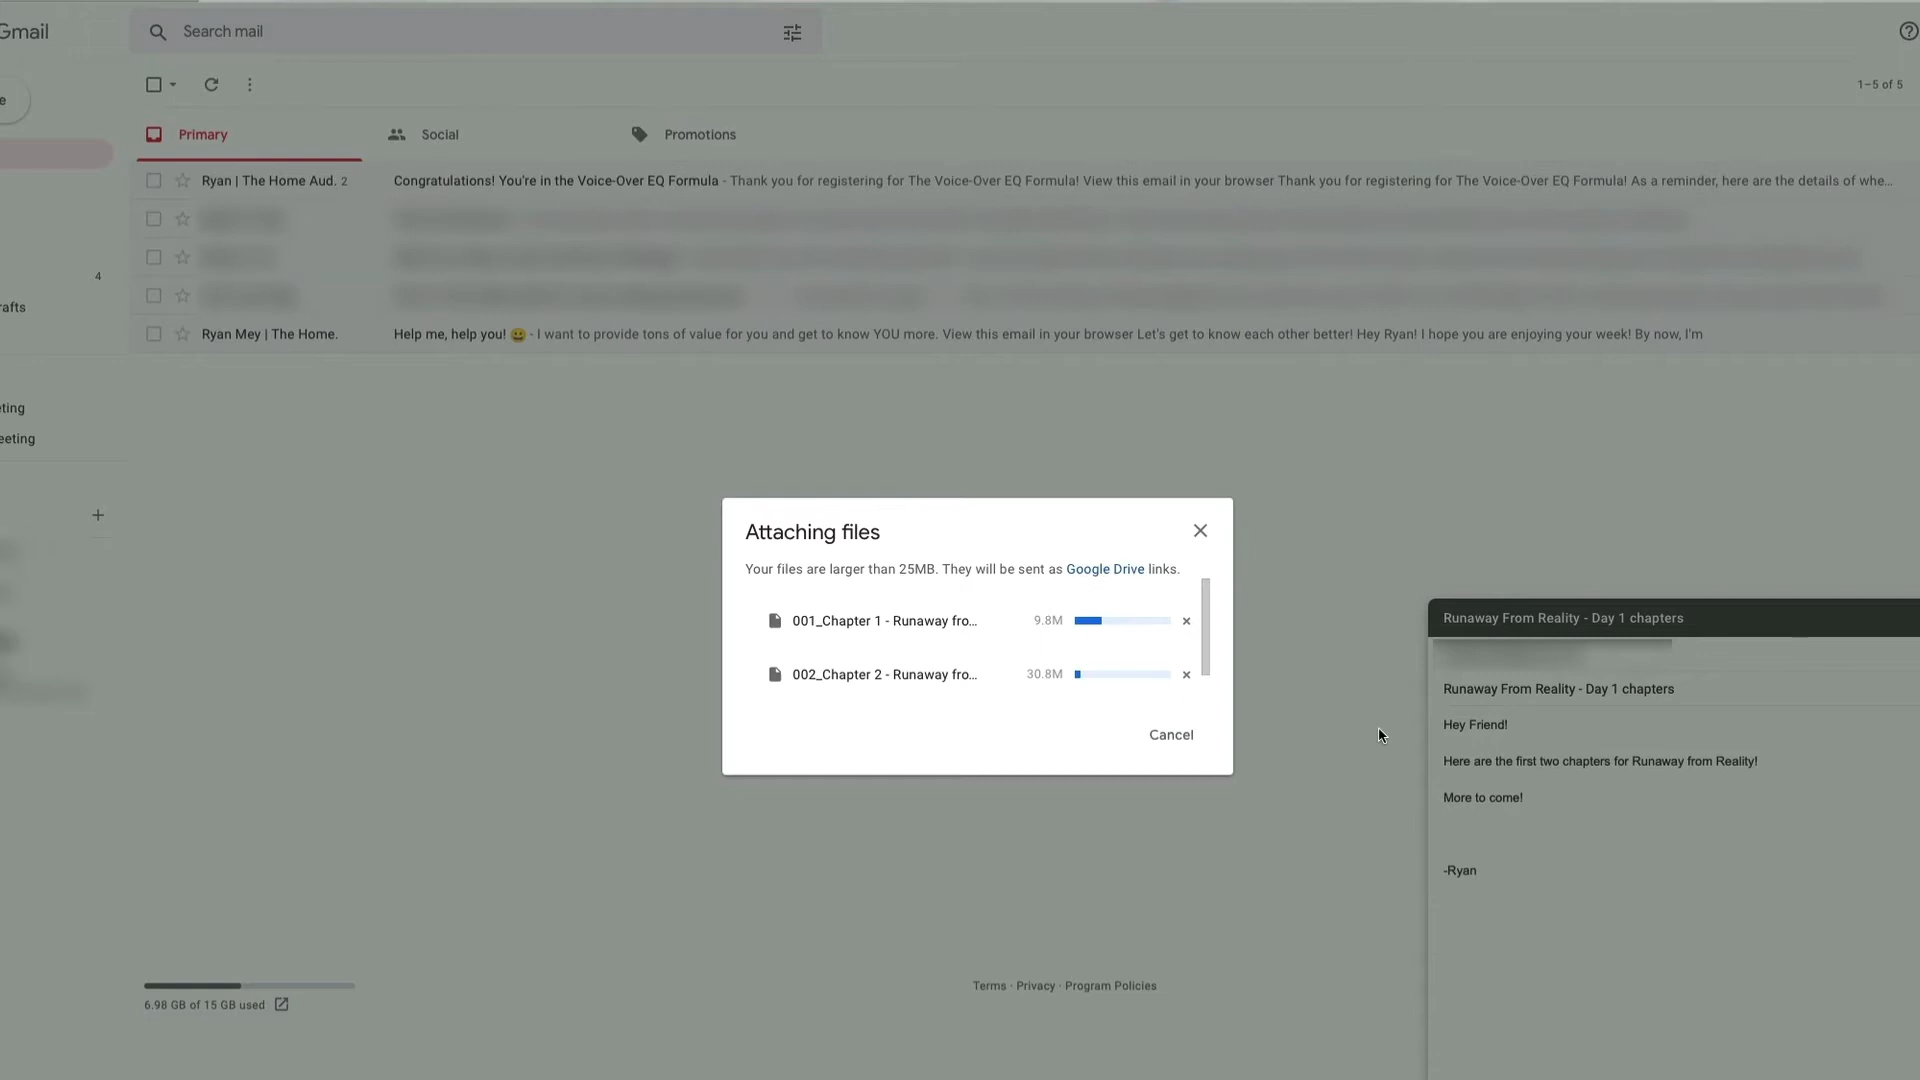 Gmail
Search mail
e
1–5 of 5
Primary
Social
Promotions
Ryan | The Home Aud. 2
Congratulations! You're in the Voice-Over EQ Formula - Thank you for registering for The Voice-Over EQ Formula! View this email in your browser Thank you for registering for The Voice-Over EQ Formula! As a reminder, here are the details of whe...
4
rafts
Ryan Mey | The Home.
Help me, help you! 😀 - I want to provide tons of value for you and get to know YOU more. View this email in your browser Let's get to know each other better! Hey Ryan! I hope you are enjoying your week! By now, I'm
eting
eeting
Attaching files
Your files are larger than 25MB. They will be sent as Google Drive links.
001_Chapter 1 - Runaway fro...
9.8M
002_Chapter 2 - Runaway fro...
30.8M
Cancel
Runaway From Reality - Day 1 chapters
Runaway From Reality - Day 1 chapters
Hey Friend!
Here are the first two chapters for Runaway from Reality!
More to come!
-Ryan
6.98 GB of 15 GB used
Terms · Privacy · Program Policies